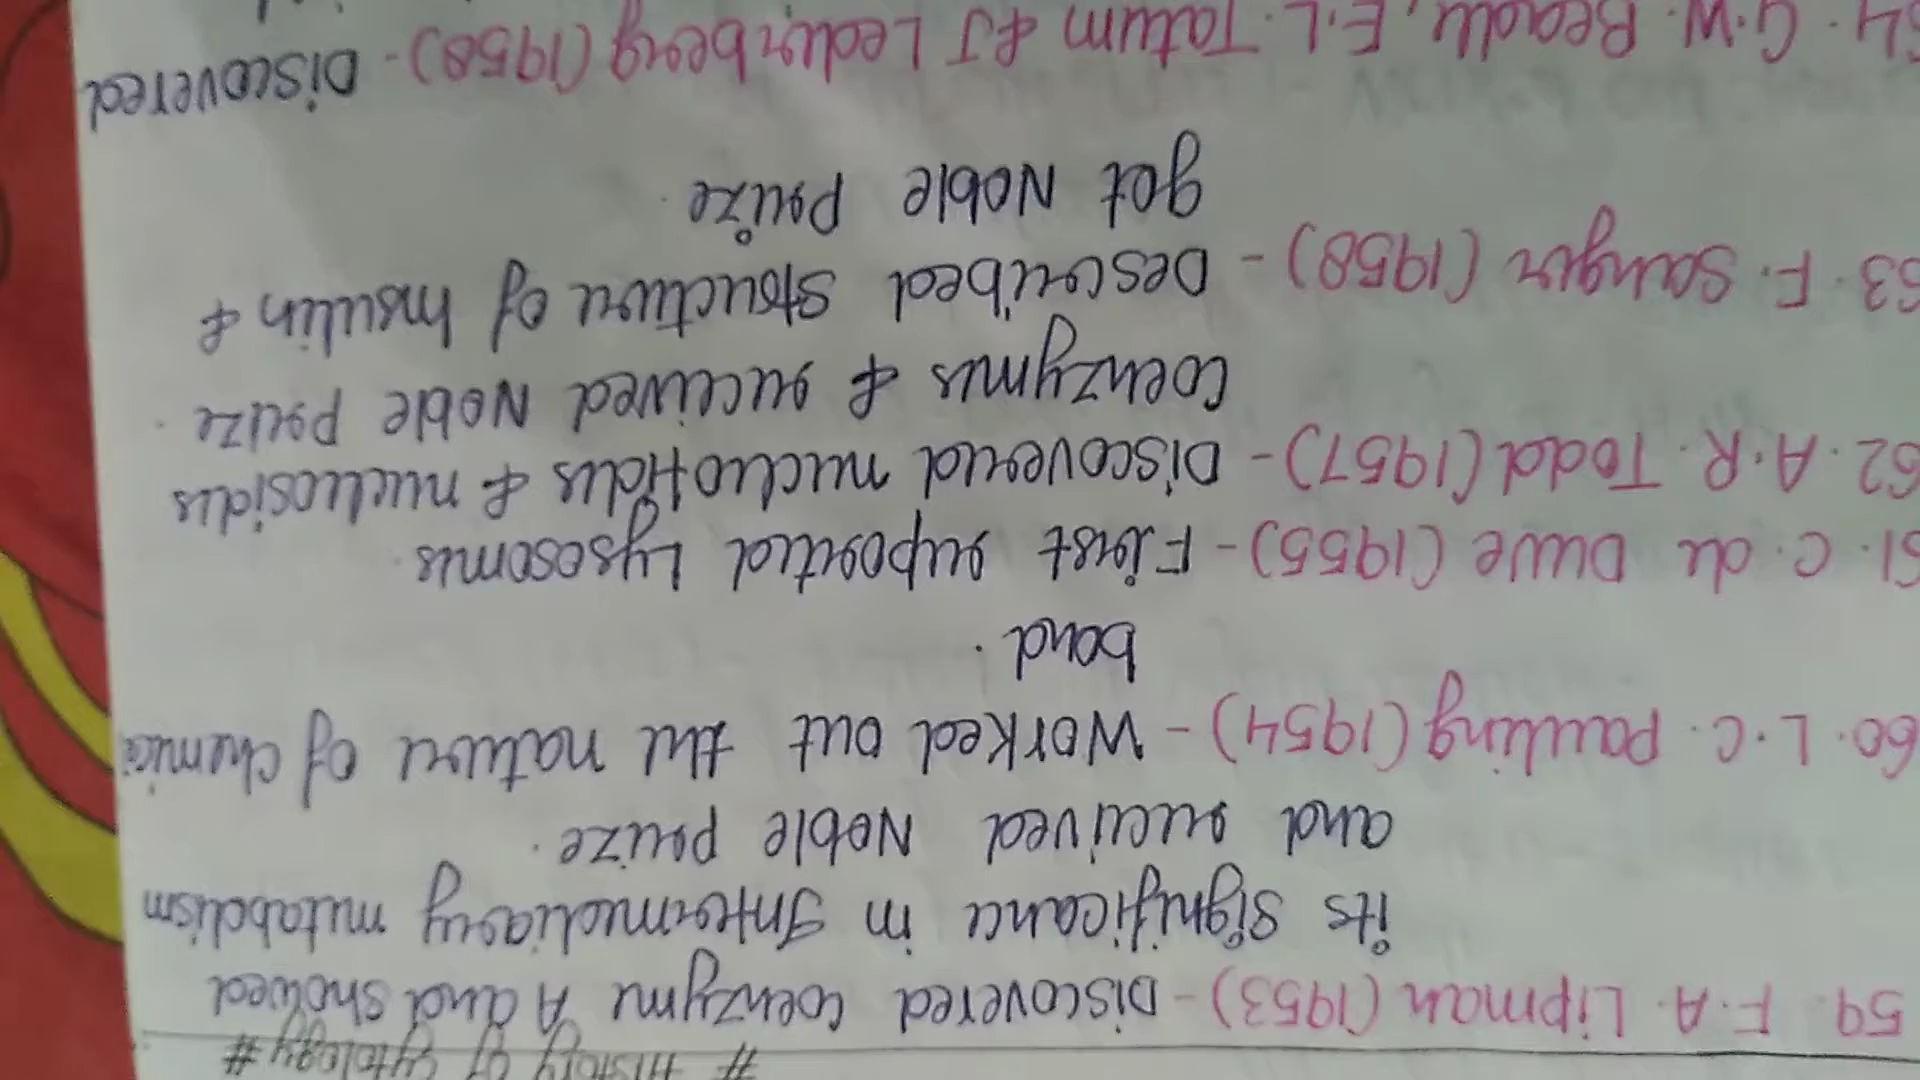 # History of cytology #
59. F.A. Lipman (1953) - Discovered coenzyme A and showed
its significance in Intermediary metabolism
and received Noble prize.
60. L.C. Pauling (1954) - Worked out the nature of chemical
bond.
61. C. de Duve (1955) - First reported Lysosomes.
62. A.R. Todd (1957) - Discovered nucleotides & nucleosides
coenzymes & received Noble prize.
63. F. Sanger (1958) - Described structure of Insulin &
got Noble Prize.
64. G.W. Beadle, E.L. Tatum & J Lederberg (1958) - Discovered